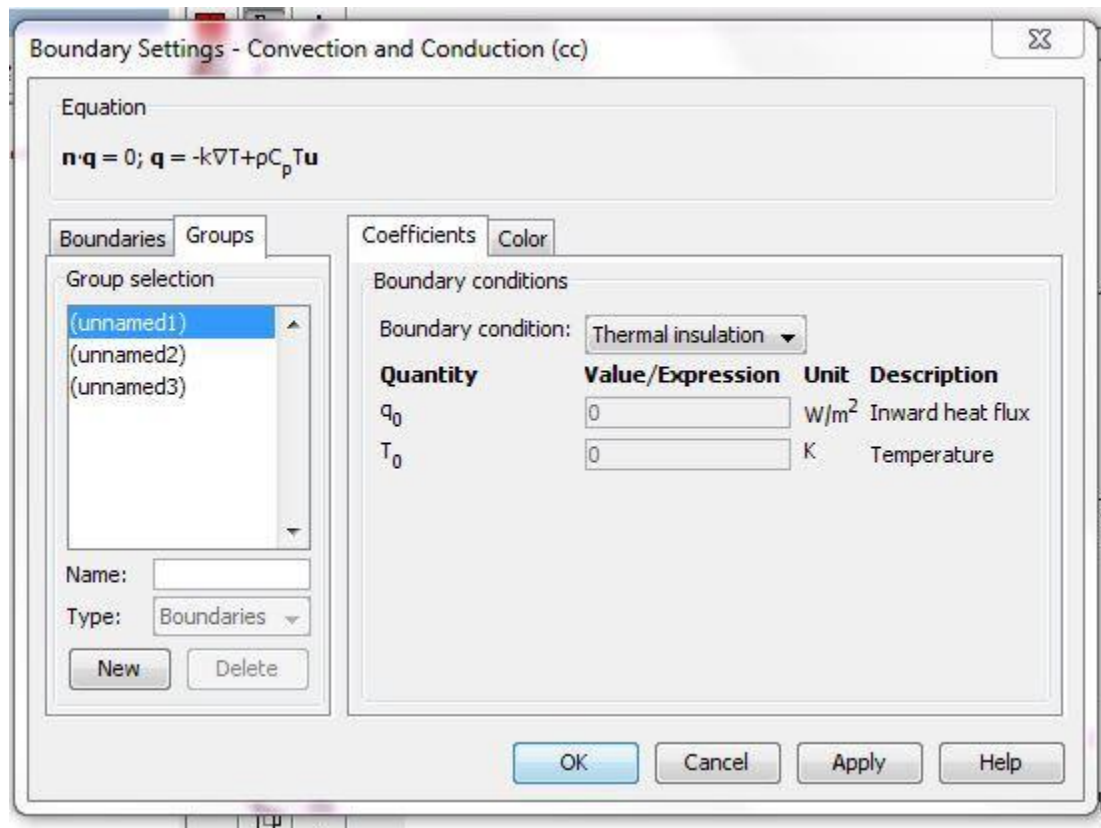 Boundary Settings - Convection and Conduction (cc)
Equation
n·q = 0; q = -k∇T+ρCpTu
Boundaries Groups
Group selection
(unnamed1)
(unnamed2)
(unnamed3)
Name:
Type: Boundaries
New Delete
Coefficients Color
Boundary conditions
Boundary condition: Thermal insulation
Quantity Value/Expression Unit Description
q0 0 W/m2 Inward heat flux
T0 0 K Temperature
OK Cancel Apply Help